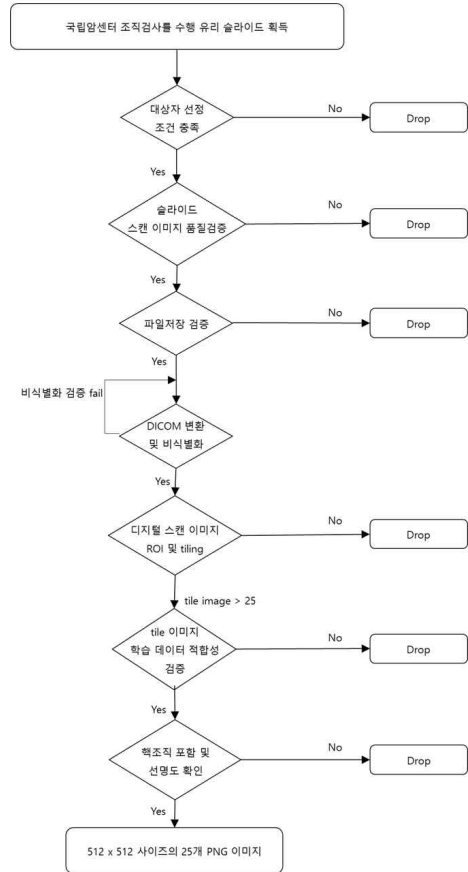 국립암센터 조직검사를 수행 유리 슬라이드 획득
대상자 선정
조건 충족
No
Drop
Yes
슬라이드
스캔 이미지 품질검증
No
Drop
Yes
파일저장 검증
No
Drop
Yes
비식별화 검증 fail
DICOM 변환
및 비식별화
Yes
디지털 스캔 이미지
ROI 및 tiling
No
Drop
tile image > 25
tile 이미지
학습 데이터 적합성
검증
No
Drop
Yes
핵조직 포함 및
선명도 확인
No
Drop
Yes
512 x 512 사이즈의 25개 PNG 이미지